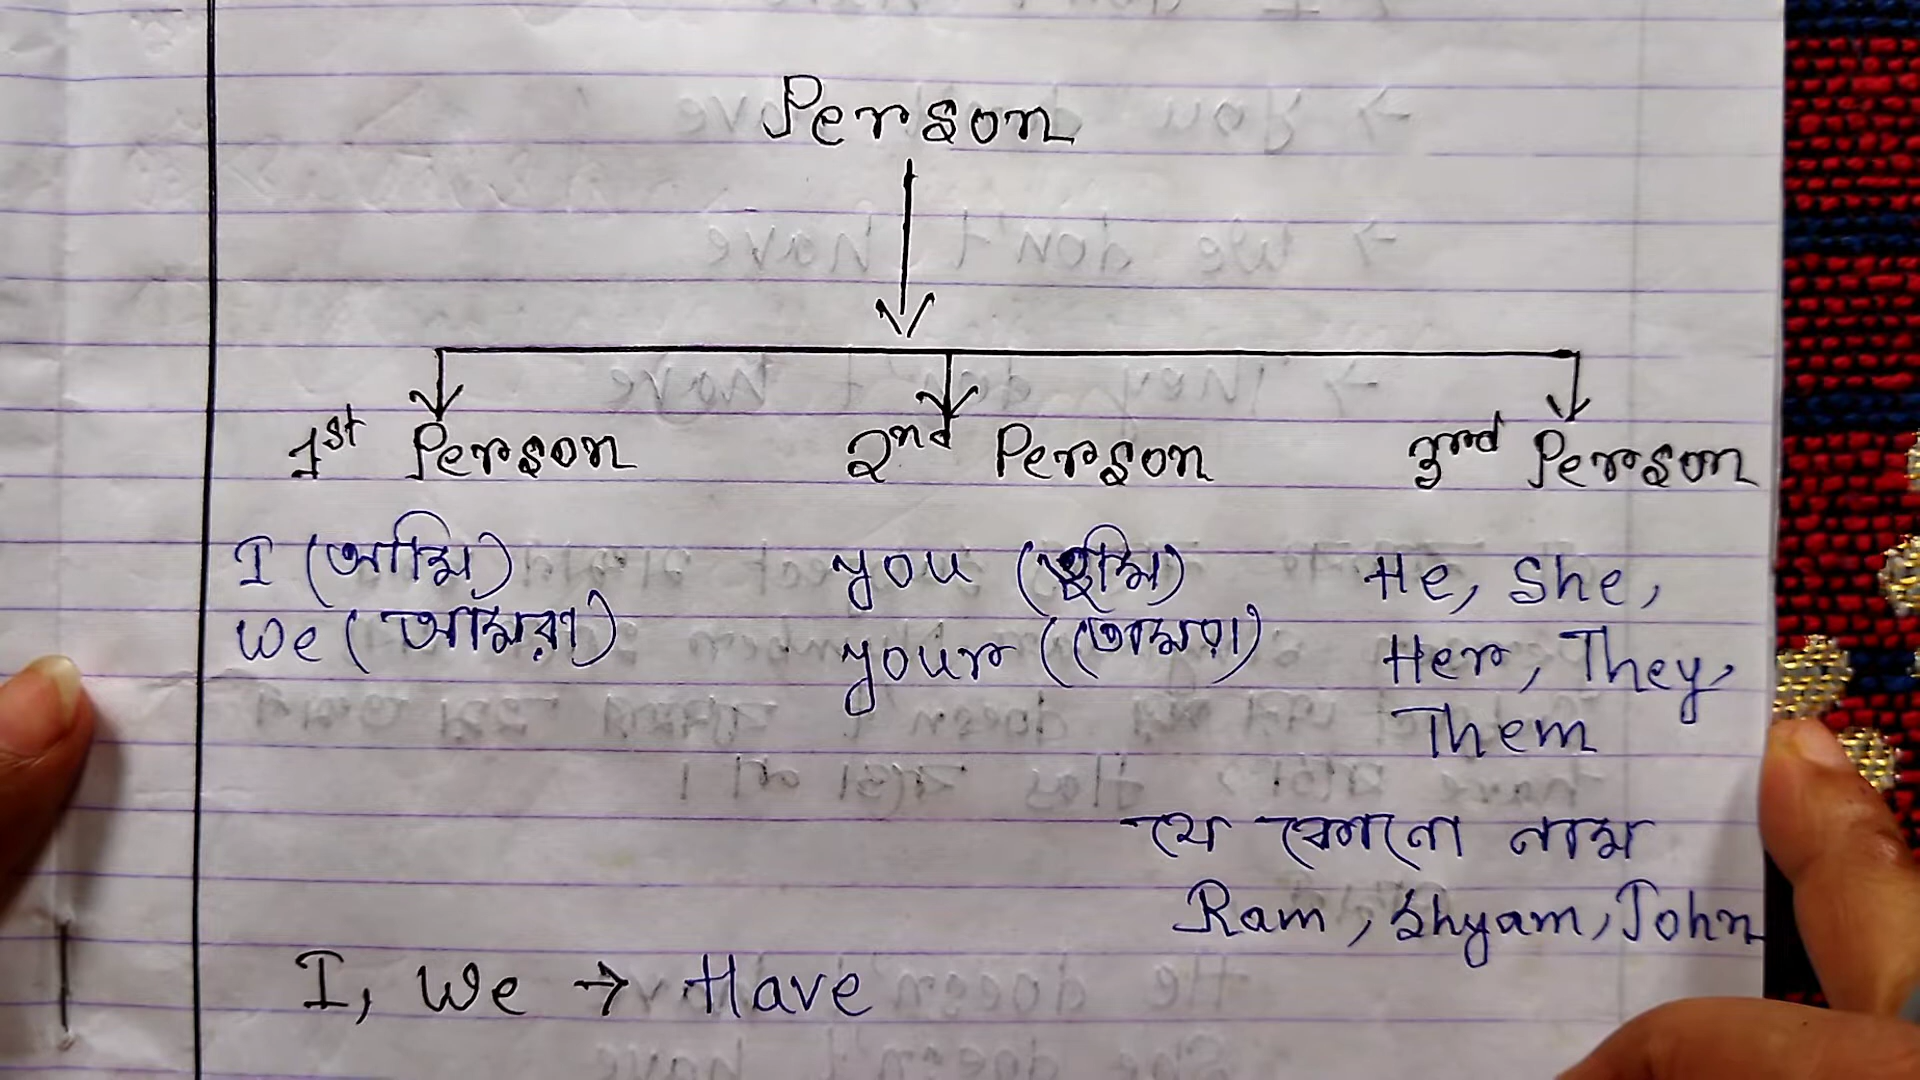 Person
1st Person 2nd Person 3rd Person
I (আমি) you (তুমি) He, She,
We (আমরা) your (তোমরা) Her, They,
Them
যে কোনো নাম
Ram, Shyam, John
I, We → Have